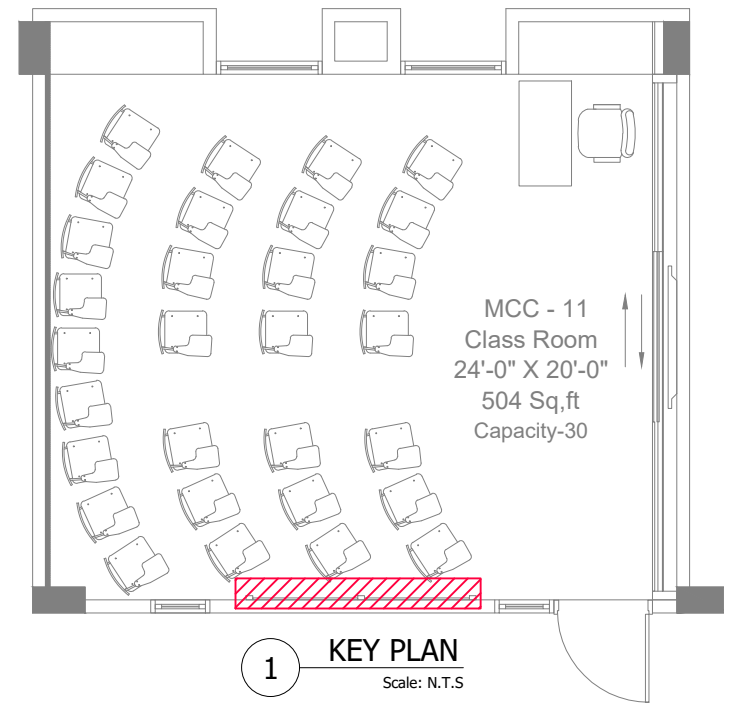 MCC - 11
Class Room
24'-0" X 20'-0"
504 Sq,ft
Capacity-30
1
KEY PLAN
Scale: N.T.S